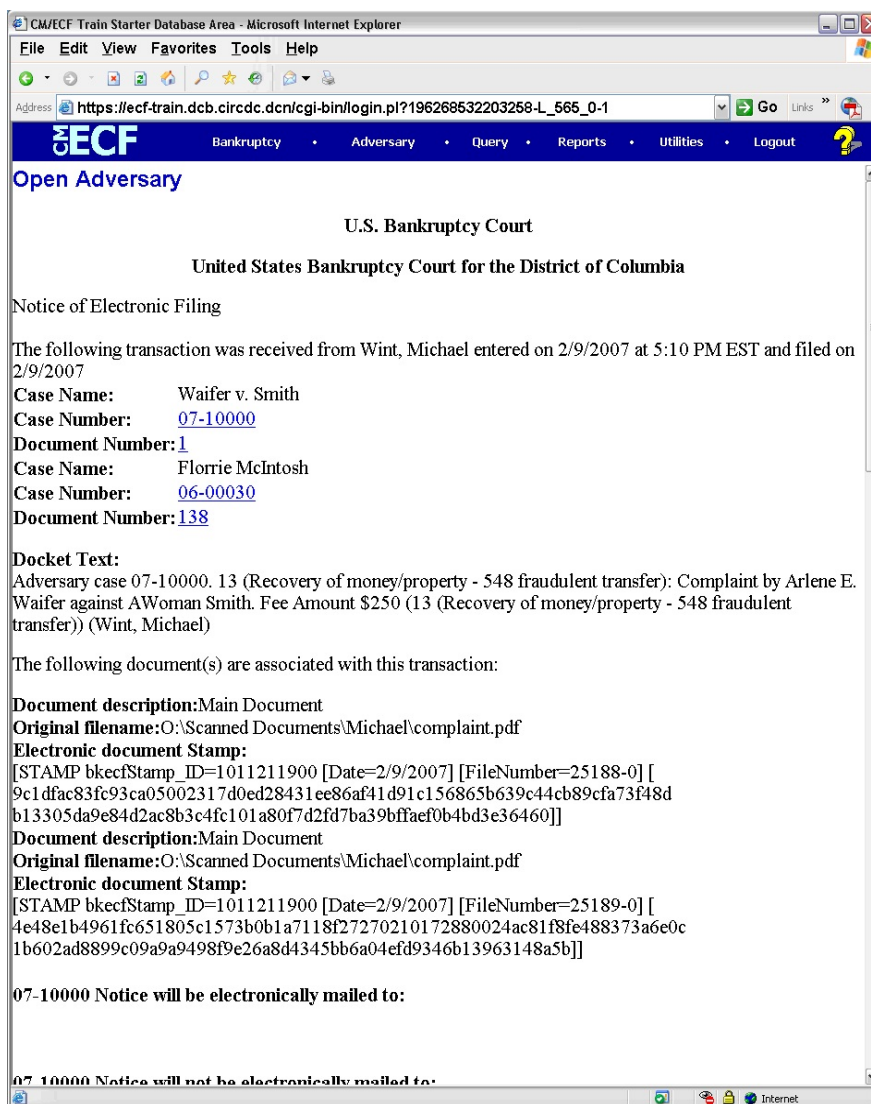 CM/ECF Train Starter Database Area - Microsoft Internet Explorer
File Edit View Favorites Tools Help
Address https://ecf-train.dcb.circdc.dcn/cgi-bin/login.pl?196268532203258-L_565_0-1 Go Links »
CM ECF Bankruptcy • Adversary • Query • Reports • Utilities • Logout ?
Open Adversary
U.S. Bankruptcy Court
United States Bankruptcy Court for the District of Columbia
Notice of Electronic Filing
The following transaction was received from Wint, Michael entered on 2/9/2007 at 5:10 PM EST and filed on
2/9/2007
Case Name: Waifer v. Smith
Case Number: 07-10000
Document Number: 1
Case Name: Florrie McIntosh
Case Number: 06-00030
Document Number: 138
Docket Text:
Adversary case 07-10000. 13 (Recovery of money/property - 548 fraudulent transfer): Complaint by Arlene E.
Waifer against AWoman Smith. Fee Amount $250 (13 (Recovery of money/property - 548 fraudulent
transfer)) (Wint, Michael)
The following document(s) are associated with this transaction:
Document description:Main Document
Original filename:O:\Scanned Documents\Michael\complaint.pdf
Electronic document Stamp:
[STAMP bkecfStamp_ID=1011211900 [Date=2/9/2007] [FileNumber=25188-0] [
9c1dfac83fc93ca05002317d0ed28431ee86af41d91c156865b639c44cb89cfa73f48d
b13305da9e84d2ac8b3c4fc101a80f7d2fd7ba39bffaef0b4bd3e36460]]
Document description:Main Document
Original filename:O:\Scanned Documents\Michael\complaint.pdf
Electronic document Stamp:
[STAMP bkecfStamp_ID=1011211900 [Date=2/9/2007] [FileNumber=25189-0] [
4e48e1b4961fc651805c1573b0b1a7118f27270210172880024ac81f8fe488373a6e0c
1b602ad8899c09a9a9498f9e26a8d4345bb6a04efd9346b13963148a5b]]
07-10000 Notice will be electronically mailed to:
07-10000 Notice will not be electronically mailed to:
Internet